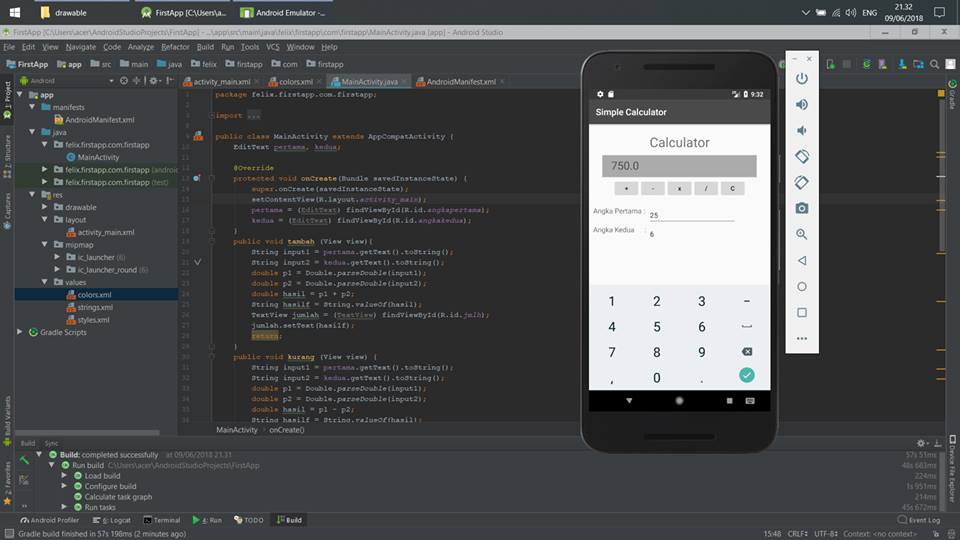 drawable
FirstApp [C:\Users\acer\...
Android Emulator -...
ENG
21.32
09/06/2018
FirstApp [C:\Users\acer\AndroidStudioProjects\FirstApp] - ...\app\src\main\java\felix\firstapp\com\firstapp\MainActivity.java [app] - Android Studio
File Edit View Navigate Code Analyze Refactor Build Run Tools VCS Window Help
FirstApp app src main java felix firstapp com firstapp
Android
activity_main.xml colors.xml MainActivity.java AndroidManifest.xml
1: Project
7: Structure
Captures
Build Variants
2: Favorites
app
manifests
AndroidManifest.xml
java
felix.firstapp.com.firstapp
MainActivity
felix.firstapp.com.firstapp (androi
felix.firstapp.com.firstapp (test)
res
drawable
layout
activity_main.xml
mipmap
ic_launcher (6)
ic_launcher_round (6)
values
colors.xml
strings.xml
styles.xml
Gradle Scripts
package felix.firstapp.com.firstapp;
import ...
public class MainActivity extends AppCompatActivity {
EditText pertama, kedua;
@Override
protected void onCreate(Bundle savedInstanceState) {
super.onCreate(savedInstanceState);
setContentView(R.layout.activity_main);
pertama = (EditText) findViewById(R.id.angkapertama);
kedua = (EditText) findViewById(R.id.angkakedua);
}
public void tambah (View view){
String input1 = pertama.getText().toString();
String input2 = kedua.getText().toString();
double p1 = Double.parseDouble(input1);
double p2 = Double.parseDouble(input2);
double hasil = p1 + p2;
String hasilf = String.valueOf(hasil);
TextView jumlah = (TextView) findViewById(R.id.jmlh);
jumlah.setText(hasilf);
return;
}
public void kurang (View view) {
String input1 = pertama.getText().toString();
String input2 = kedua.getText().toString();
double p1 = Double.parseDouble(input1);
double p2 = Double.parseDouble(input2);
double hasil = p1 - p2;
String hasilf = String.valueOf(hasil);
MainActivity onCreate()
9:32
Simple Calculator
Calculator
750.0
+ - x / C
Angka Pertama : 25
Angka Kedua : 6
1 2 3 -
4 5 6
7 8 9
, 0 .
Gradle
Device File Explorer
Build Sync
Build: completed successfully at 09/06/2018 21.31 57s 51ms
Run build C:\Users\acer\AndroidStudioProjects\FirstApp 48s 683ms
Load build 224ms
Configure build 1s 951ms
Calculate task graph 214ms
Run tasks 45s 672ms
Android Profiler 6: Logcat Terminal 4: Run TODO Build Event Log
Gradle build finished in 57s 198ms (2 minutes ago) 15:48 CRLF UTF-8 Context: <no context>